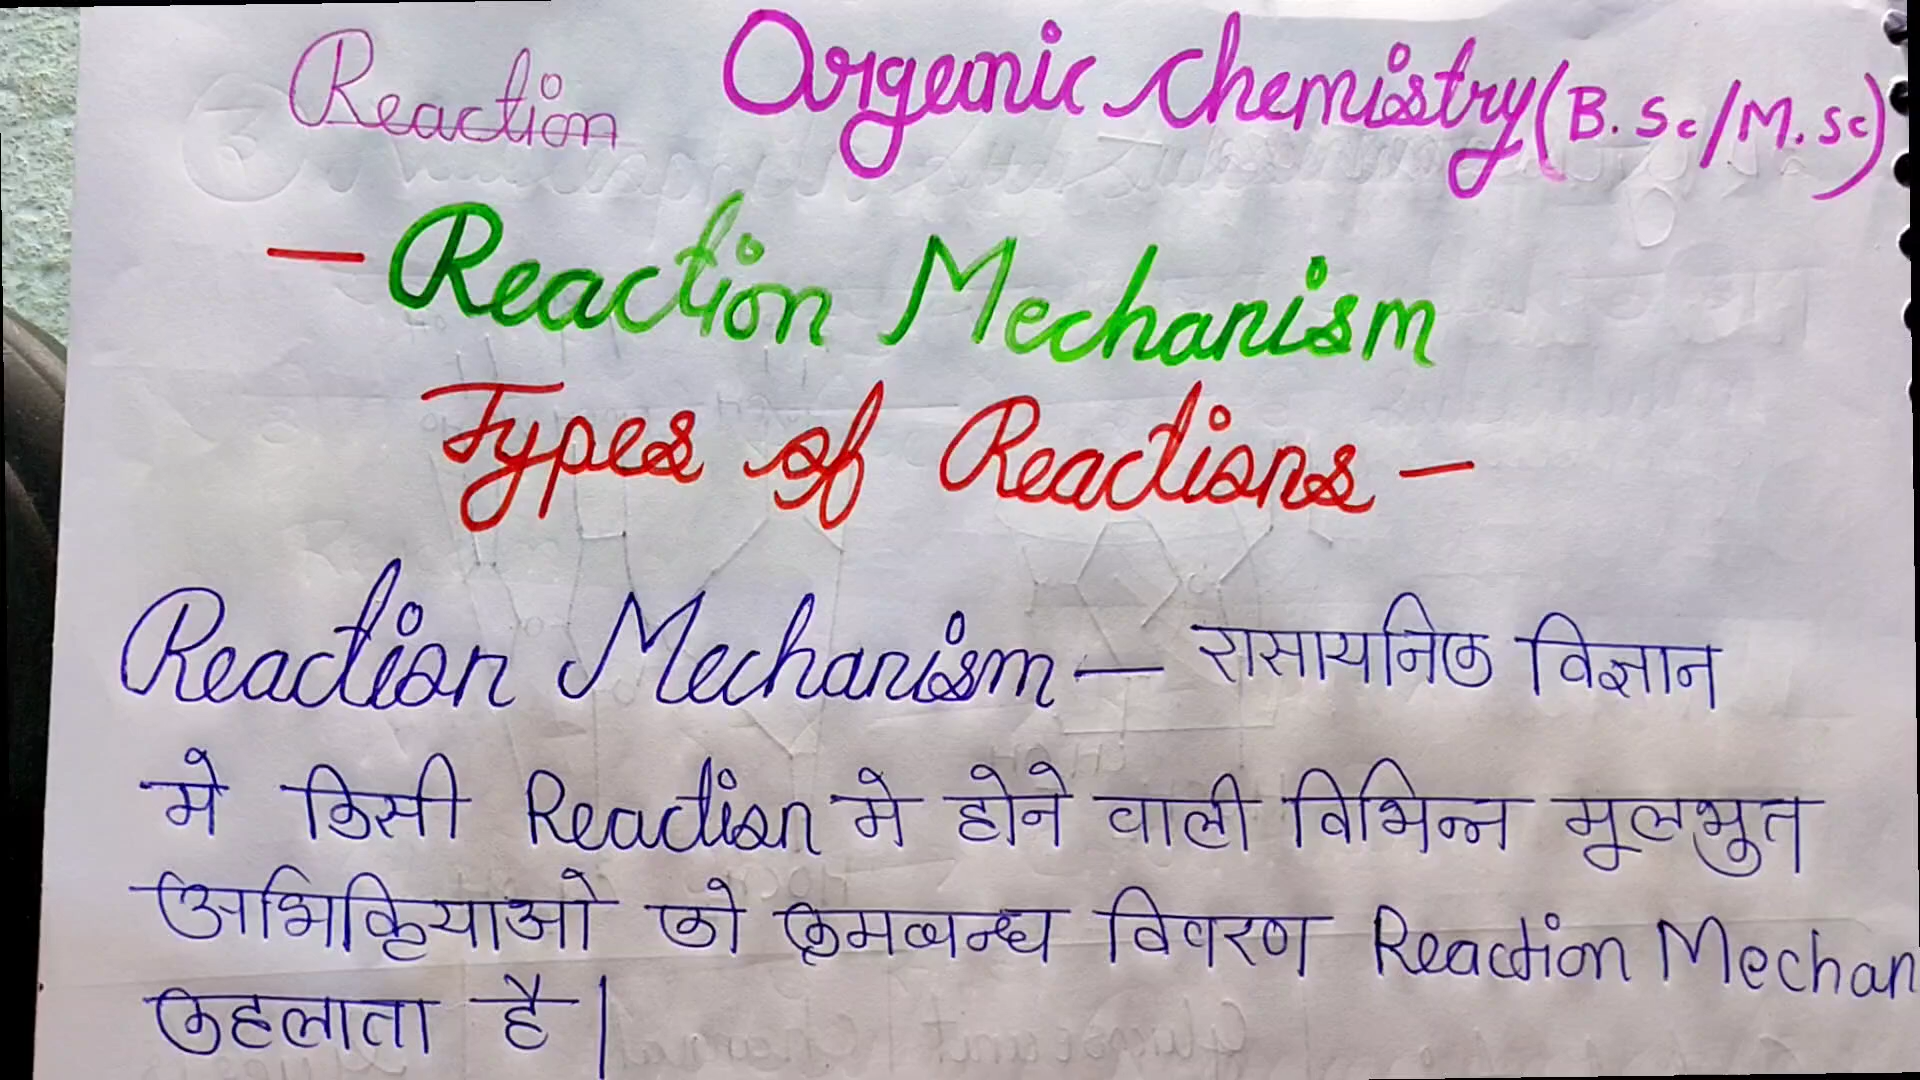 Reaction Orgenic Chemistry (B.Sc/M.Sc)
— Reaction Mechanism
Types of Reactions —
Reaction Mechanism — रासायनिक विज्ञान
मे किसी Reaction मे होने वाली विभिन्न मूलभुत
अभिक्रियाओ को क्रमबन्ध विवरण Reaction Mechan
कहलाता है।